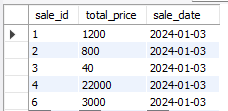 sale_id total_price sale_date
1 1200 2024-01-03
2 800 2024-01-03
3 40 2024-01-03
4 22000 2024-01-03
6 3000 2024-01-03